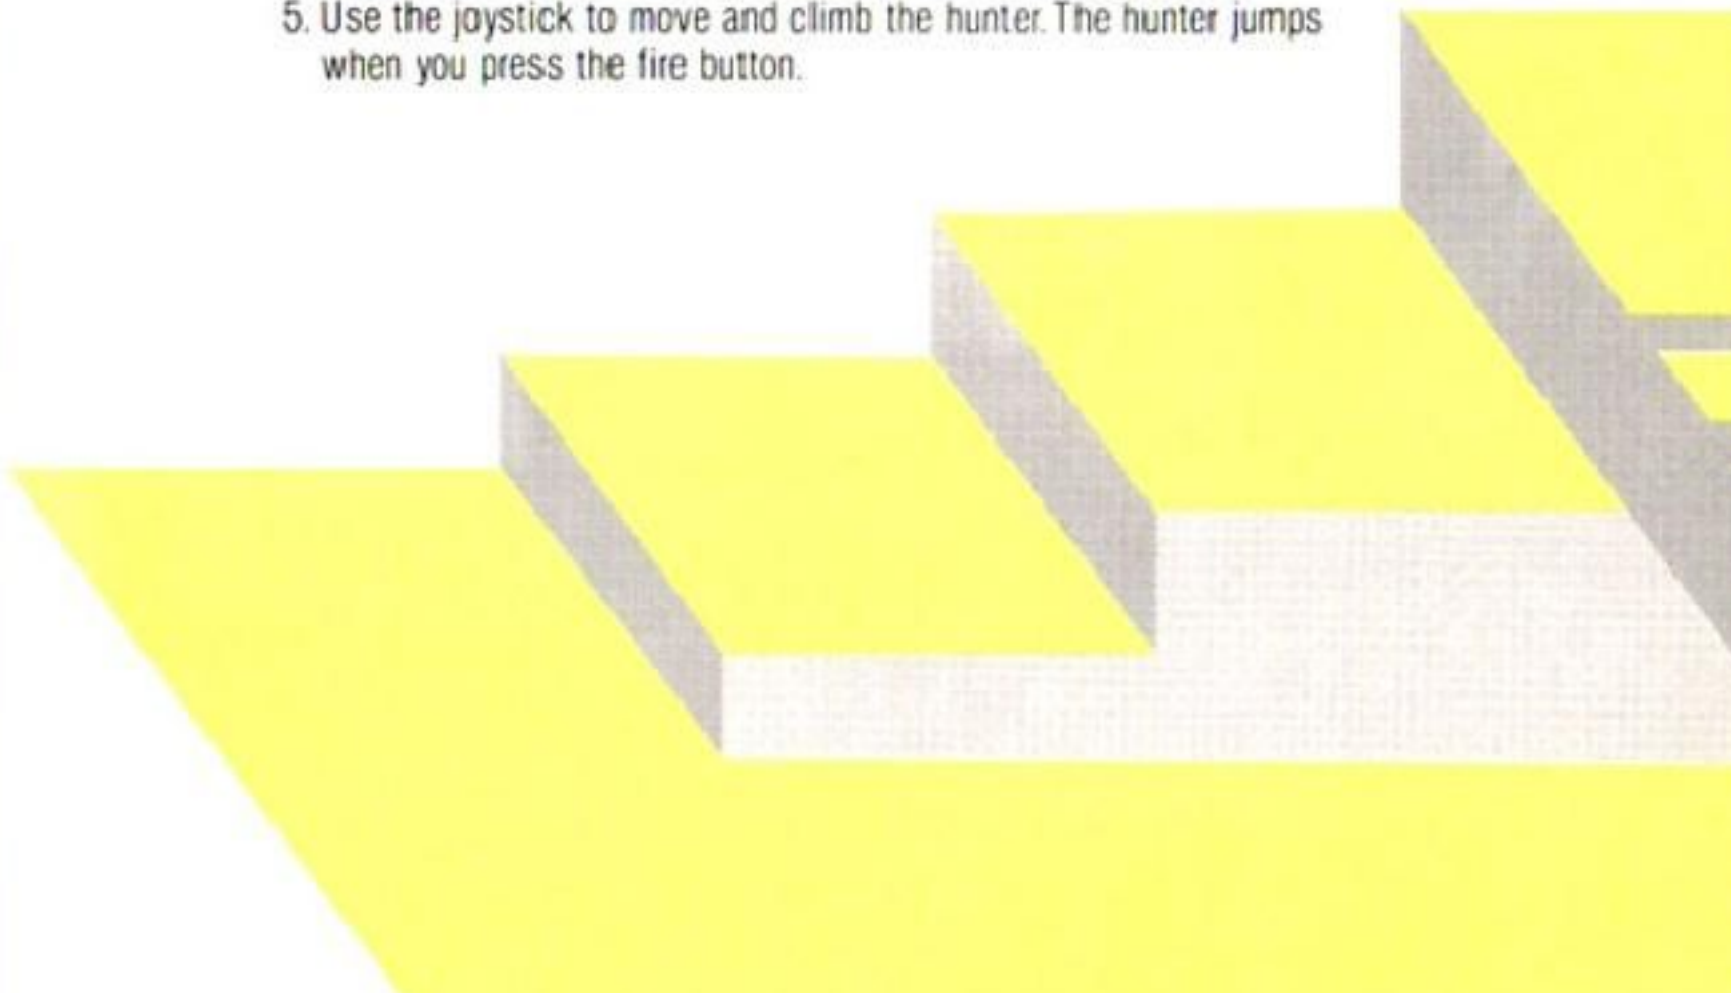 5. Use the joystick to move and climb the hunter. The hunter jumps
when you press the fire button.